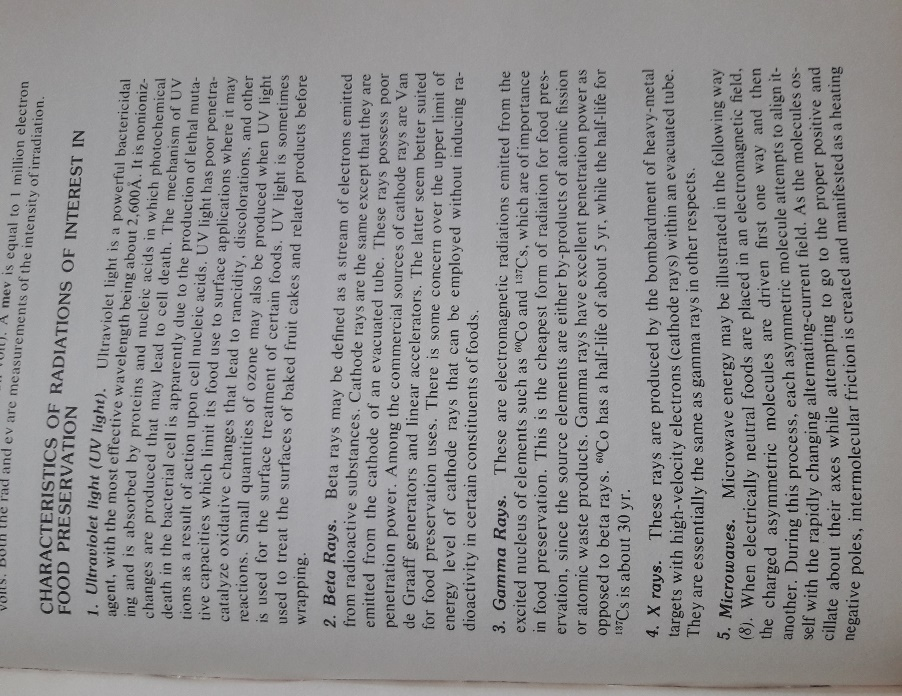 volts. Both the rad and ev are measurements of the intensity of irradiation.
CHARACTERISTICS OF RADIATIONS OF INTEREST IN
FOOD PRESERVATION
1. Ultraviolet light (UV light). Ultraviolet light is a powerful bactericidal
agent, with the most effective wavelength being about 2,600Å. It is nonioniz-
ing and is absorbed by proteins and nucleic acids in which photochemical
changes are produced that may lead to cell death. The mechanism of UV
death in the bacterial cell is apparently due to the production of lethal muta-
tions as a result of action upon cell nucleic acids. UV light has poor penetra-
tive capacities which limit its food use to surface applications where it may
catalyze oxidative changes that lead to rancidity, discolorations, and other
reactions. Small quantities of ozone may also be produced when UV light
is used for the surface treatment of certain foods. UV light is sometimes
used to treat the surfaces of baked fruit cakes and related products before
wrapping.
2. Beta Rays. Beta rays may be defined as a stream of electrons emitted
from radioactive substances. Cathode rays are the same except that they are
emitted from the cathode of an evacuated tube. These rays possess poor
penetration power. Among the commercial sources of cathode rays are Van
de Graaff generators and linear accelerators. The latter seem better suited
for food preservation uses. There is some concern over the upper limit of
energy level of cathode rays that can be employed without inducing ra-
dioactivity in certain constituents of foods.
3. Gamma Rays. These are electromagnetic radiations emitted from the
excited nucleus of elements such as ⁶⁰Co and ¹³⁷Cs, which are of importance
in food preservation. This is the cheapest form of radiation for food pres-
ervation, since the source elements are either by-products of atomic fission
or atomic waste products. Gamma rays have excellent penetration power as
opposed to beta rays. ⁶⁰Co has a half-life of about 5 yr, while the half-life for
¹³⁷Cs is about 30 yr.
4. X rays. These rays are produced by the bombardment of heavy-metal
targets with high-velocity electrons (cathode rays) within an evacuated tube.
They are essentially the same as gamma rays in other respects.
5. Microwaves. Microwave energy may be illustrated in the following way
(8). When electrically neutral foods are placed in an electromagnetic field,
the charged asymmetric molecules are driven first one way and then
another. During this process, each asymmetric molecule attempts to align it-
self with the rapidly changing alternating-current field. As the molecules os-
cillate about their axes while attempting to go to the proper positive and
negative poles, intermolecular friction is created and manifested as a heating